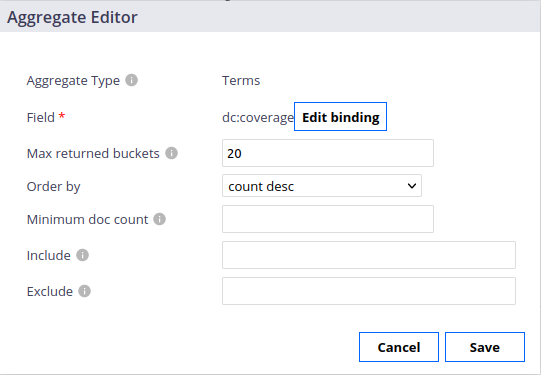 Aggregate Editor
Aggregate Type i Terms
Field * dc:coverage Edit binding
Max returned buckets i 20
Order by count desc
Minimum doc count i
Include i
Exclude i
Cancel Save